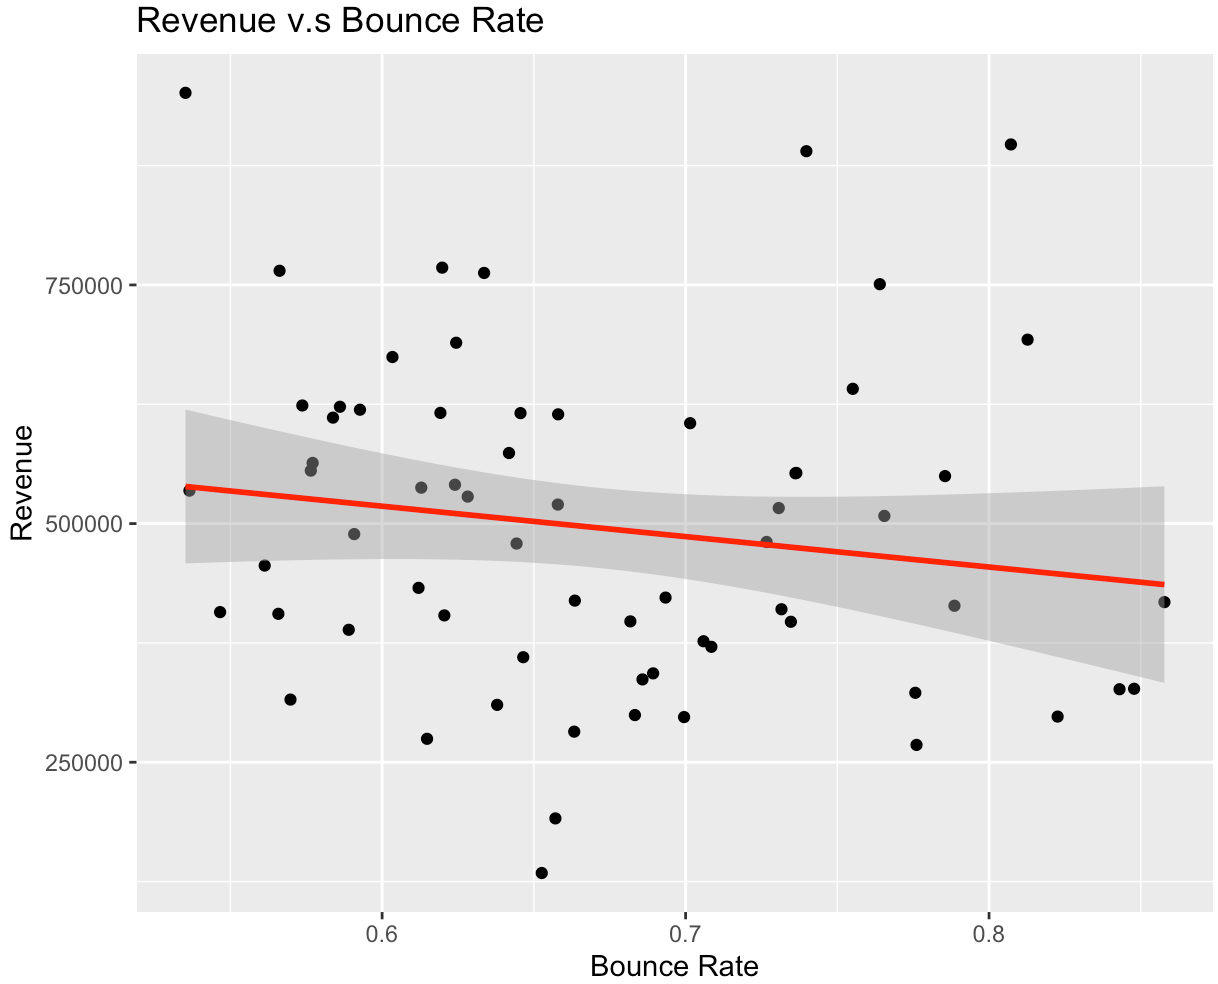 Revenue v.s Bounce Rate
750000
500000
250000
Revenue
0.6
0.7
0.8
Bounce Rate